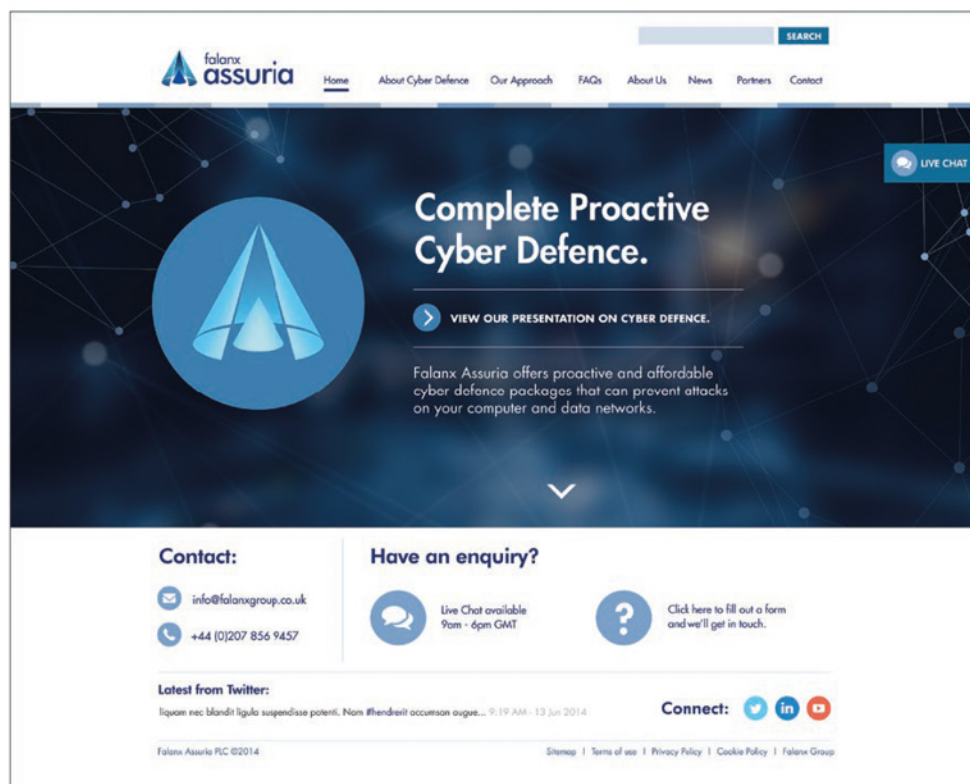 SEARCH
falanx
assuria
Home About Cyber Defence Our Approach FAQs About Us News Partners Contact
LIVE CHAT
Complete Proactive
Cyber Defence.
VIEW OUR PRESENTATION ON CYBER DEFENCE.
Falanx Assuria offers proactive and affordable
cyber defence packages that can prevent attacks
on your computer and data networks.
Contact:
info@falanxgroup.co.uk
+44 (0)207 856 9457
Have an enquiry?
Live Chat available
9am - 6pm GMT
?
Click here to fill out a form
and we'll get in touch.
Latest from Twitter:
liquam nec blandit ligula suspendisse potenti. Nam #hendrerit accumsan augue... 9:19 AM - 13 Jun 2014
Connect:
in
Falanx Assuria PLC ©2014
Sitemap | Terms of use | Privacy Policy | Cookie Policy | Falanx Group